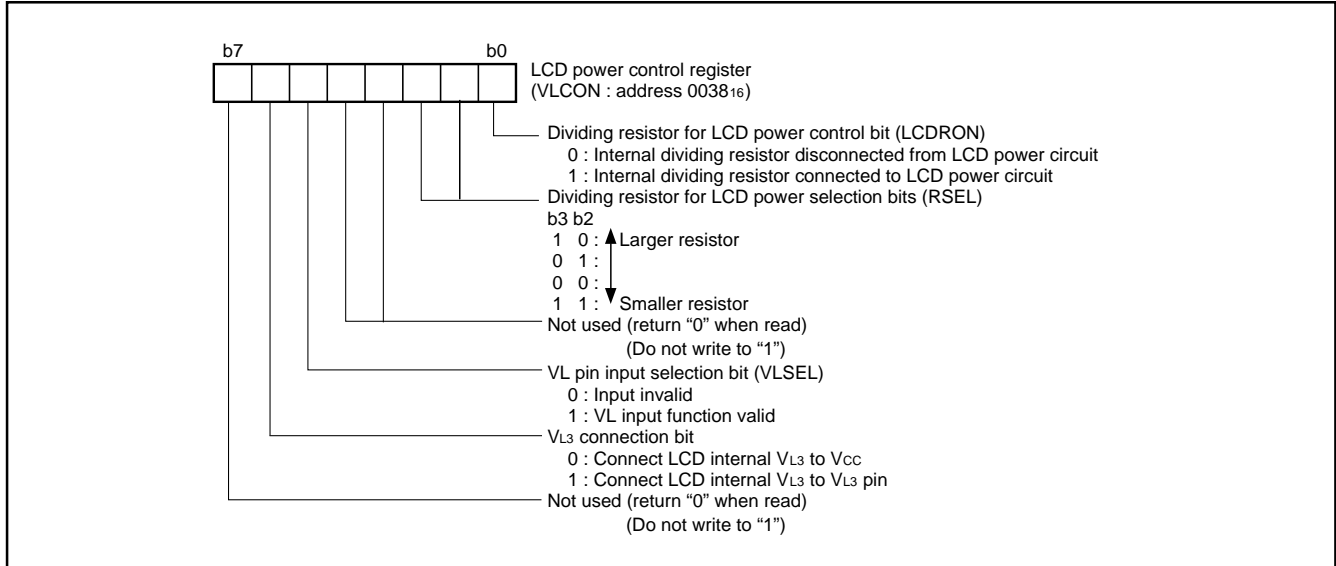 b7 b0
LCD power control register
(VLCON : address 003816)
Dividing resistor for LCD power control bit (LCDRON)
0 : Internal dividing resistor disconnected from LCD power circuit
1 : Internal dividing resistor connected to LCD power circuit
Dividing resistor for LCD power selection bits (RSEL)
b3 b2
1 0 : Larger resistor
0 1 :
0 0 :
1 1 : Smaller resistor
Not used (return “0” when read)
(Do not write to “1”)
VL pin input selection bit (VLSEL)
0 : Input invalid
1 : VL input function valid
VL3 connection bit
0 : Connect LCD internal VL3 to VCC
1 : Connect LCD internal VL3 to VL3 pin
Not used (return “0” when read)
(Do not write to “1”)